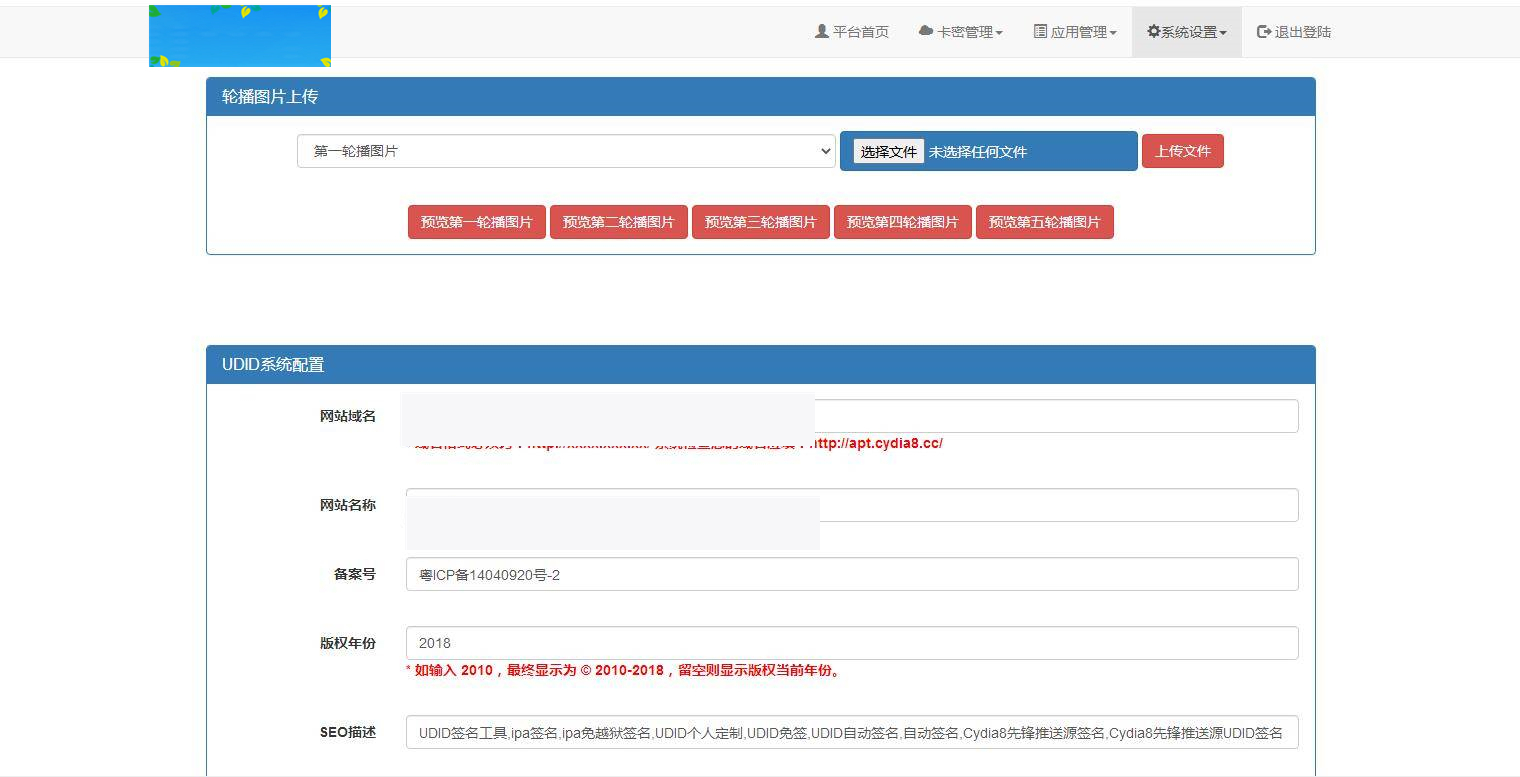 平台首页 卡密管理 应用管理 系统设置 退出登陆
轮播图片上传
第一轮播图片 选择文件 未选择任何文件 上传文件
预览第一轮播图片 预览第二轮播图片 预览第三轮播图片 预览第四轮播图片 预览第五轮播图片
UDID系统配置
网站域名
http://apt.cydia8.cc/
网站名称
备案号 粤ICP备14040920号-2
版权年份 2018
* 如输入 2010，最终显示为 © 2010-2018，留空则显示版权当前年份。
SEO描述 UDID签名工具,ipa签名,ipa免越狱签名,UDID个人定制,UDID免签,UDID自动签名,自动签名,Cydia8先锋推送源签名,Cydia8先锋推送源UDID签名